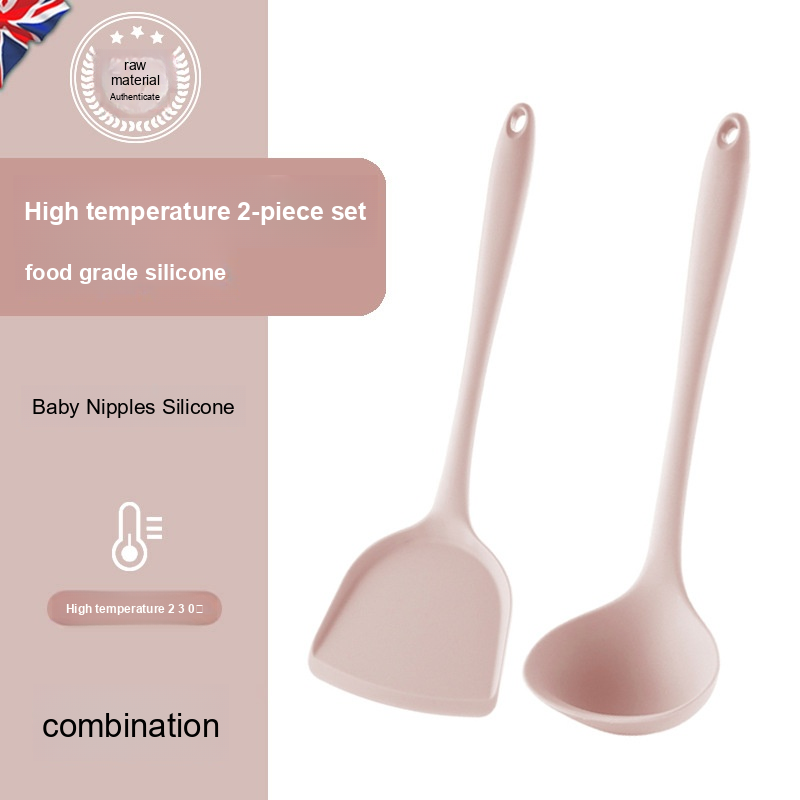 raw
material
Authenticate
High temperature 2-piece set
food grade silicone
Baby Nipples Silicone
High temperature 2 3 0□
combination